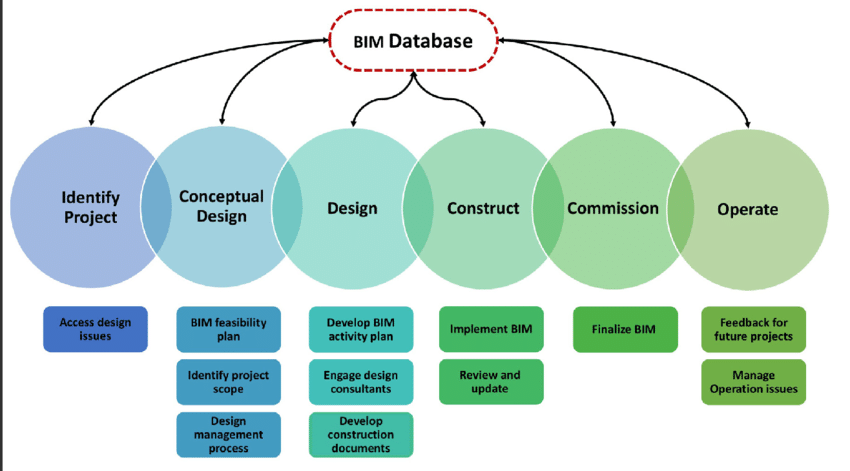 BIM Database
Identify
Project
Conceptual
Design
Design
Construct
Commission
Operate
Access design
issues
BIM feasibility
plan
Identify project
scope
Design
management
process
Develop BIM
activity plan
Engage design
consultants
Develop
construction
documents
Implement BIM
Review and
update
Finalize BIM
Feedback for
future projects
Manage
Operation issues